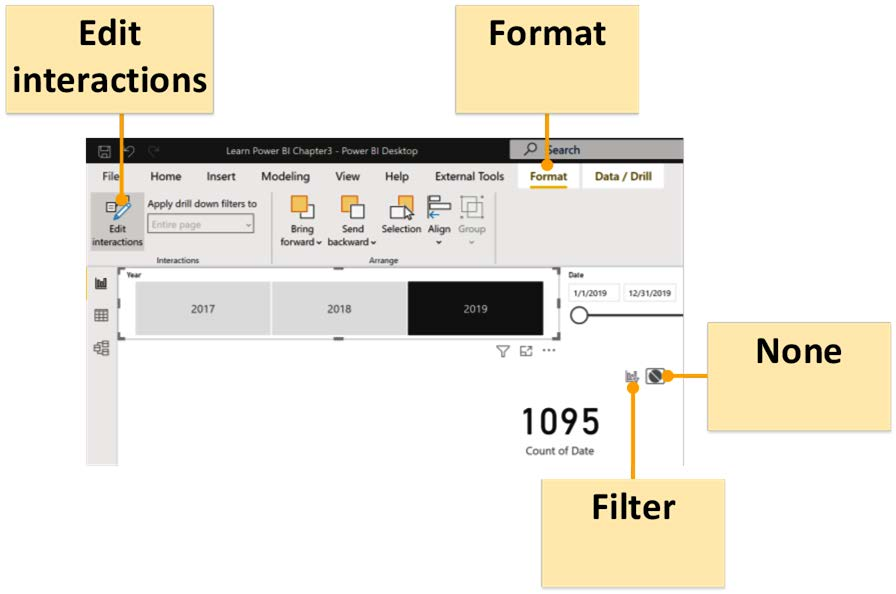 Edit
interactions
Format
Learn Power BI Chapter3 - Power BI Desktop
Search
File Home Insert Modeling View Help External Tools Format Data / Drill
Edit
interactions
Apply drill down filters to
Entire page
Interactions
Bring
forward
Send
backward
Selection
Align
Group
Arrange
Year
2017 2018 2019
Date
1/1/2019 12/31/2019
None
1095
Count of Date
Filter